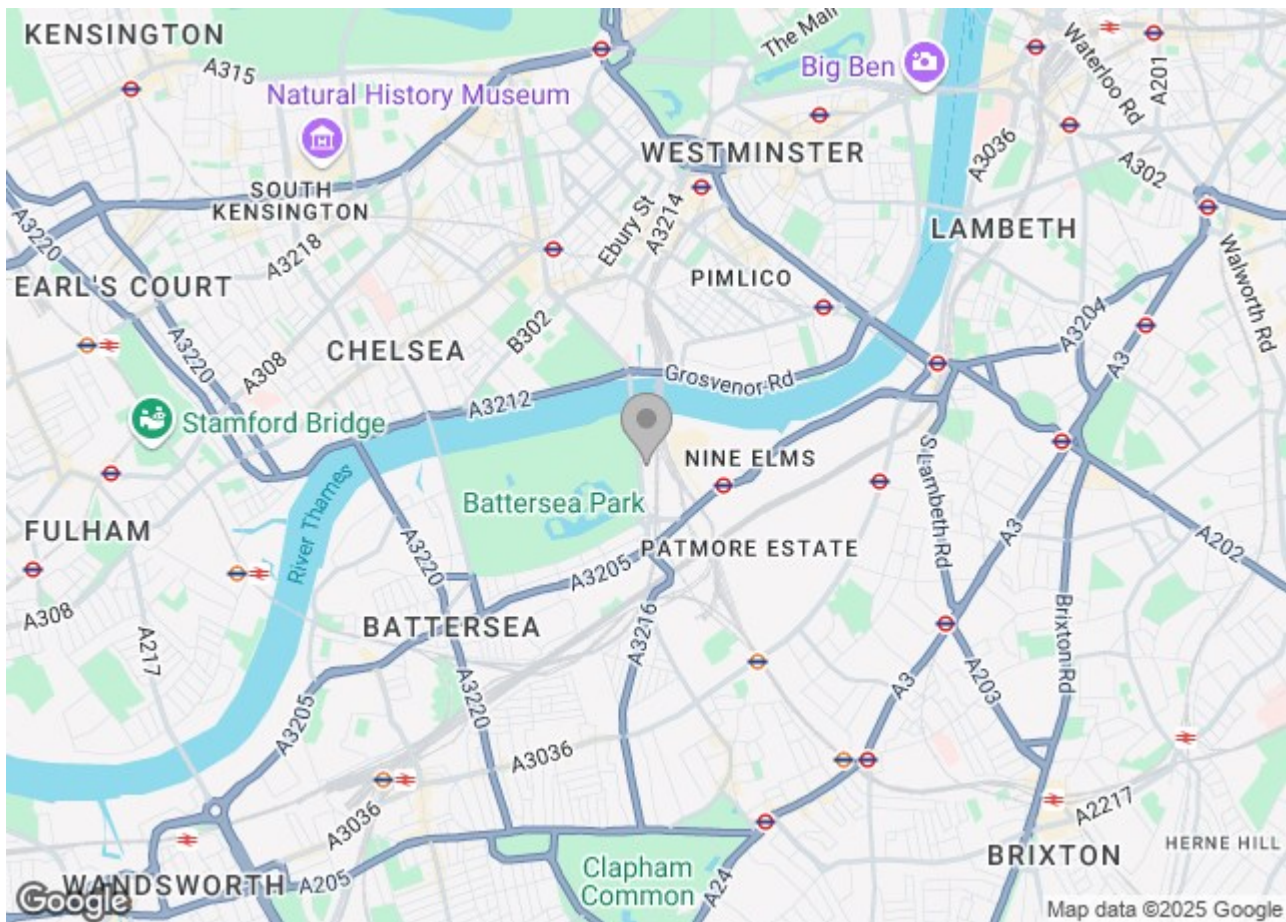 KENSINGTON
A315
The Mall
Big Ben
Waterloo Rd
A201
Natural History Museum
A3036
WESTMINSTER
A302
SOUTH
KENSINGTON
Ebury St
A3214
LAMBETH
A3220
A3218
Walworth Rd
PIMLICO
EARL'S COURT
B302
A3204
A3220
A308
CHELSEA
A3
Grosvenor Rd
A3212
Stamford Bridge
NINE ELMS
S Lambeth Rd
Battersea Park
River Thames
FULHAM
A3
A202
PATMORE ESTATE
A3220
A3205
A308
BATTERSEA
A3216
Brixton Rd
A217
A203
A3
A3205
A3220
A3036
A2217
A3036
HERNE HILL
BRIXTON
Clapham
Common
WANDSWORTH
A205
A24
Google
Map data ©2025 Google